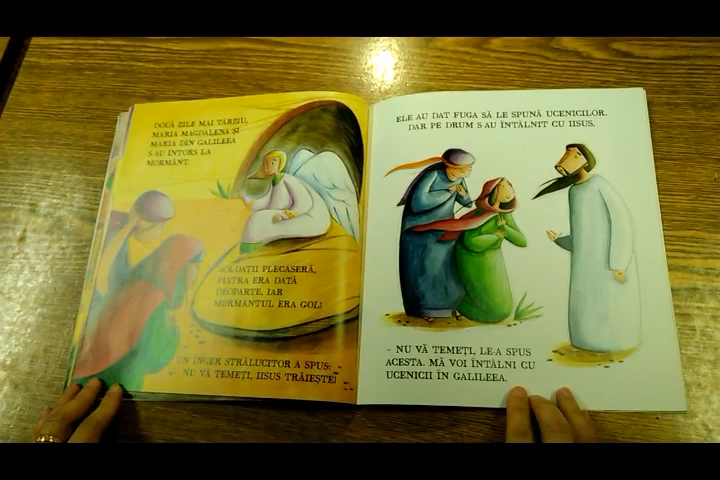 DOUĂ ZILE MAI TÂRZIU,
MARIA MAGDALENA ȘI
MARIA DIN GALILEEA
S-AU ÎNTORS LA
MORMÂNT.
SOLDAȚII PLECASERĂ,
PIATRA ERA DATĂ
DEOPARTE, IAR
MORMÂNTUL ERA GOL!
UN ÎNGER STRĂLUCITOR A SPUS:
- NU VĂ TEMEȚI, IISUS TRĂIEȘTE!
ELE AU DAT FUGA SĂ LE SPUNĂ UCENICILOR.
DAR PE DRUM S-AU ÎNTÂLNIT CU IISUS.
- NU VĂ TEMEȚI, LE-A SPUS
ACESTA. MĂ VOI ÎNTÂLNI CU
UCENICII ÎN GALILEEA.